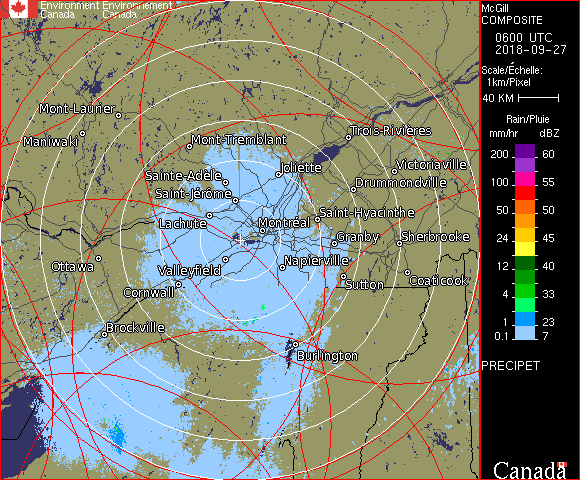 Environment Environnement
Canada Canada
McGill
COMPOSITE
0600 UTC
2018-09-27
Scale/Échelle:
1km/Pixel
40 KM
Rain/Pluie
mm/hr dBZ
200 60
100 55
50 50
24 45
12 40
4 33
1 23
0.1 7
PRECIPET
Canada
Mont-Laurier
Maniwaki
Mont-Tremblant
Trois-Rivières
Sainte-Adèle
Joliette
Victoriaville
Saint-Jérôme
Drummondville
Lachute
Montréal
Saint-Hyacinthe
Granby
Sherbrooke
Ottawa
Valleyfield
Napierville
Cornwall
Sutton
Coaticook
Brockville
Burlington